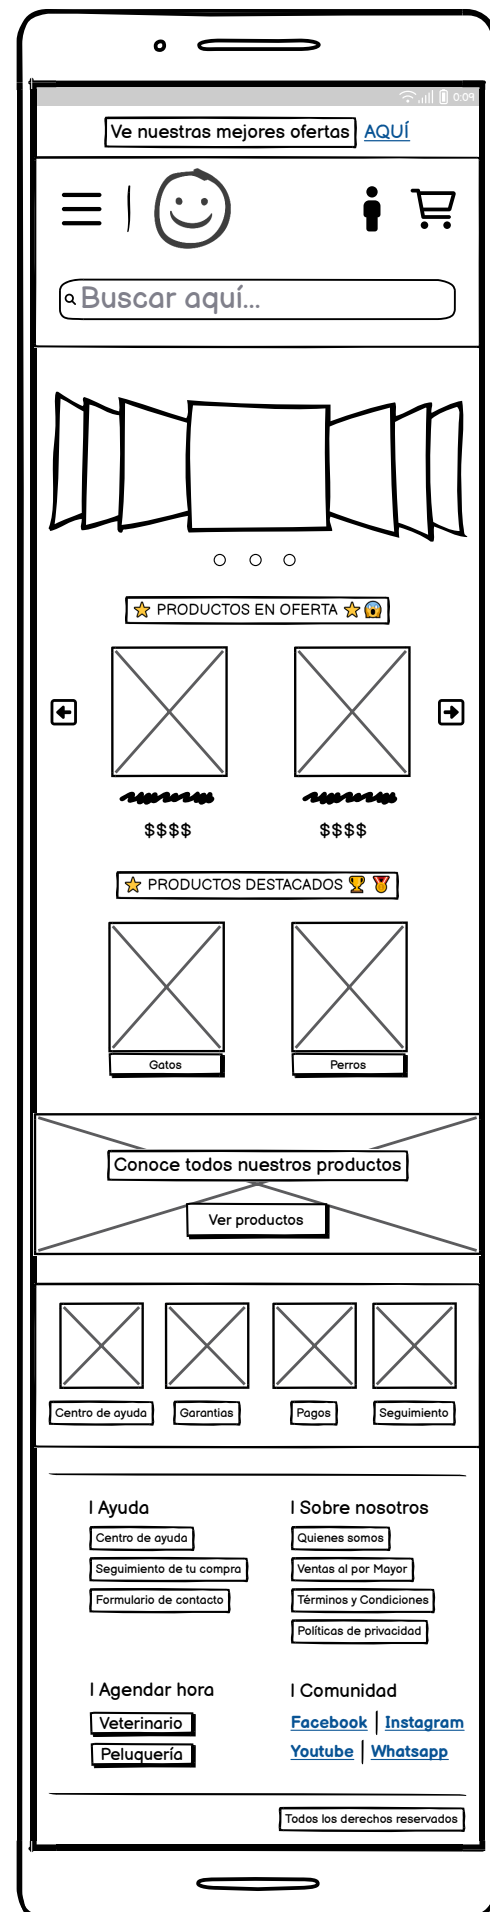 0:09
Ve nuestras mejores ofertas AQUÍ
Buscar aquí...
⭐ PRODUCTOS EN OFERTA ⭐😱
$$$$ $$$$
⭐ PRODUCTOS DESTACADOS 🏆 🏅
Gatos Perros
Conoce todos nuestros productos
Ver productos
Centro de ayuda Garantias Pagos Seguimiento
| Ayuda
Centro de ayuda
Seguimiento de tu compra
Formulario de contacto
| Sobre nosotros
Quienes somos
Ventas al por Mayor
Términos y Condiciones
Políticas de privacidad
| Agendar hora
Veterinario
Peluquería
| Comunidad
Facebook | Instagram
Youtube | Whatsapp
Todos los derechos reservados